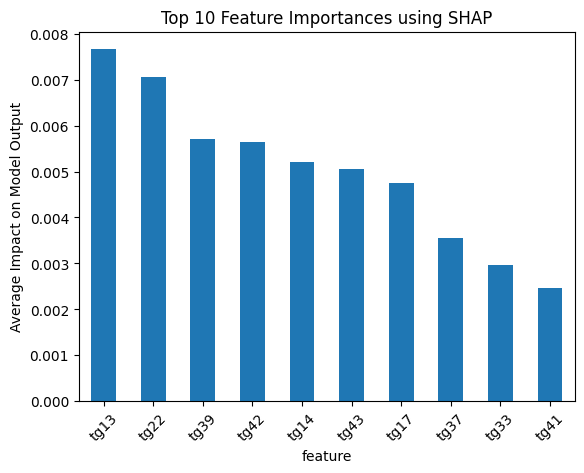 Top 10 Feature Importances using SHAP
Average Impact on Model Output
0.008
0.007
0.006
0.005
0.004
0.003
0.002
0.001
0.000
tg13 tg22 tg39 tg42 tg14 tg43 tg17 tg37 tg33 tg41
feature